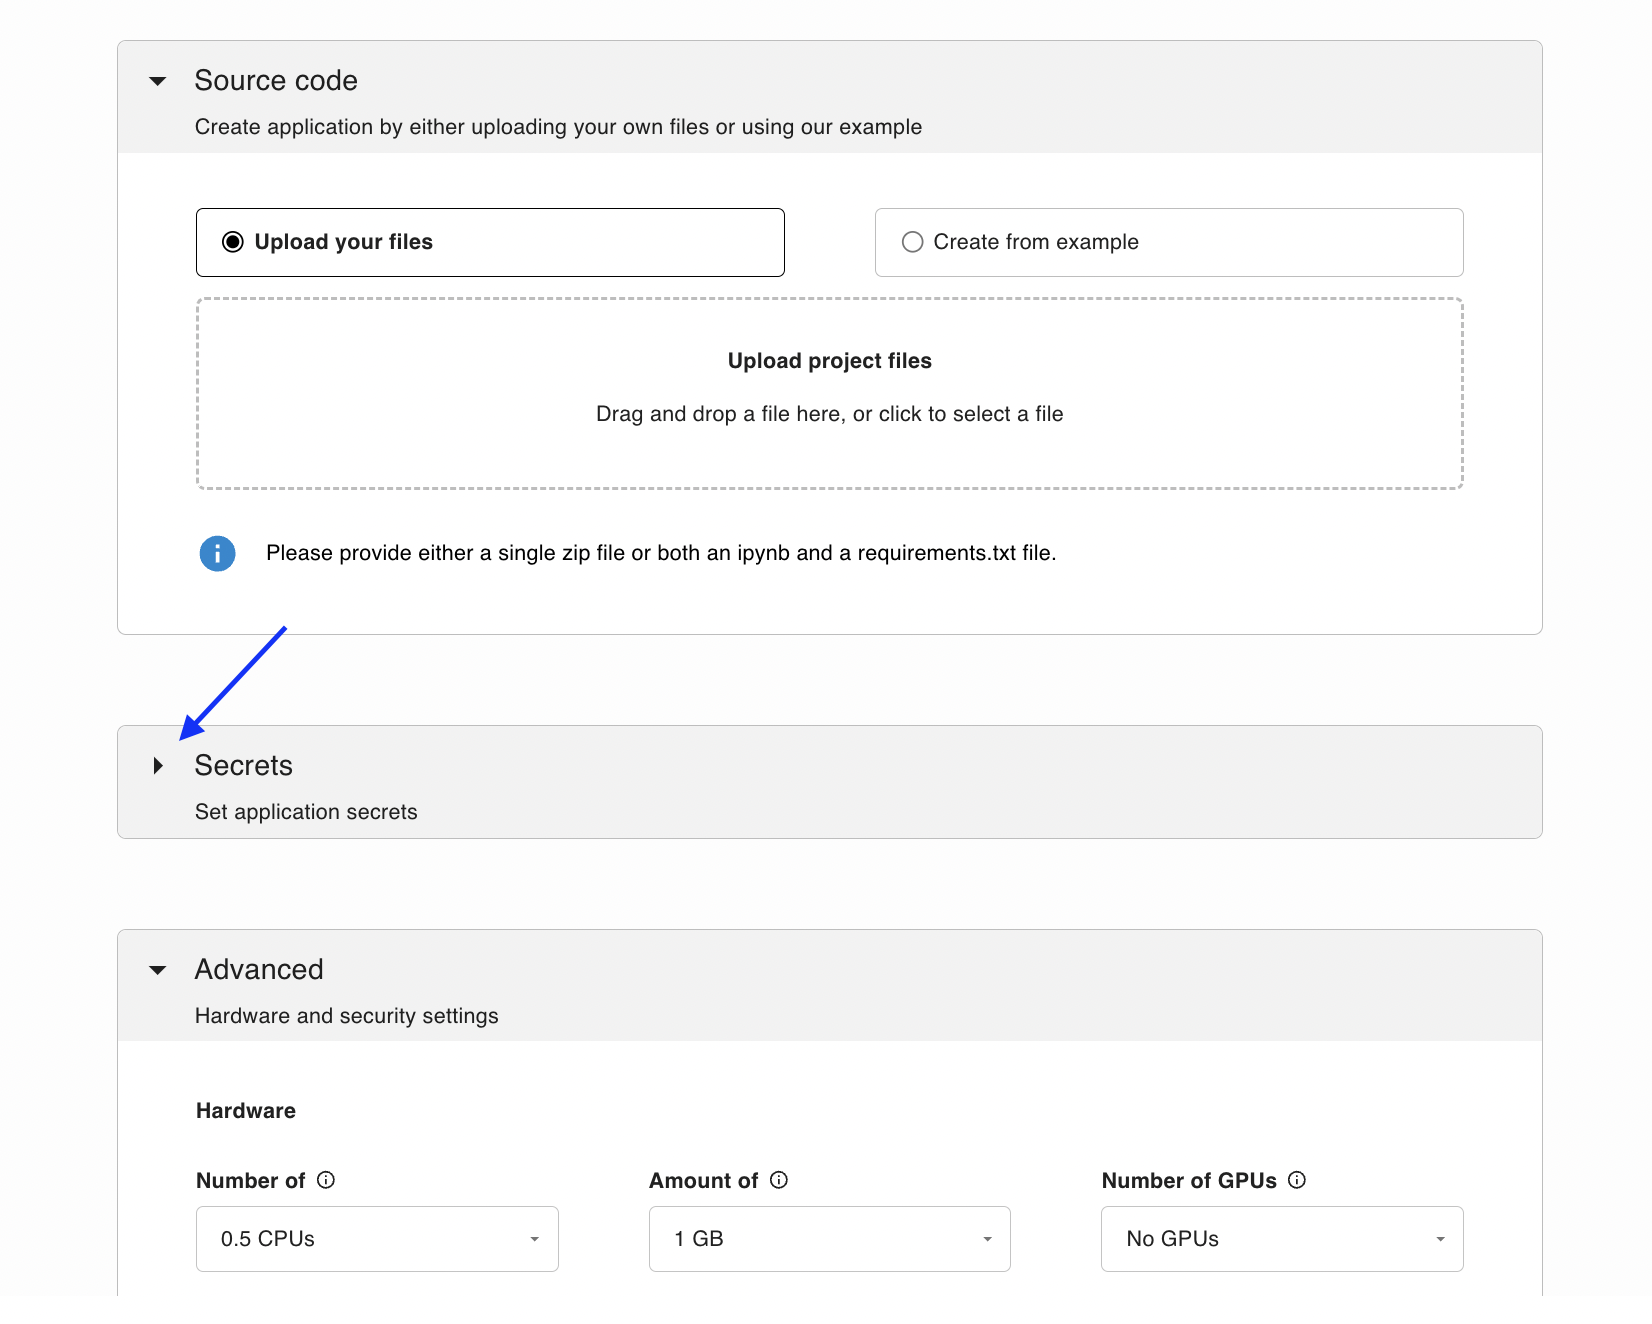 Source code
Create application by either uploading your own files or using our example
Upload your files
Create from example
Upload project files
Drag and drop a file here, or click to select a file
Please provide either a single zip file or both an ipynb and a requirements.txt file.
Secrets
Set application secrets
Advanced
Hardware and security settings
Hardware
Number of
Amount of
Number of GPUs
0.5 CPUs
1 GB
No GPUs